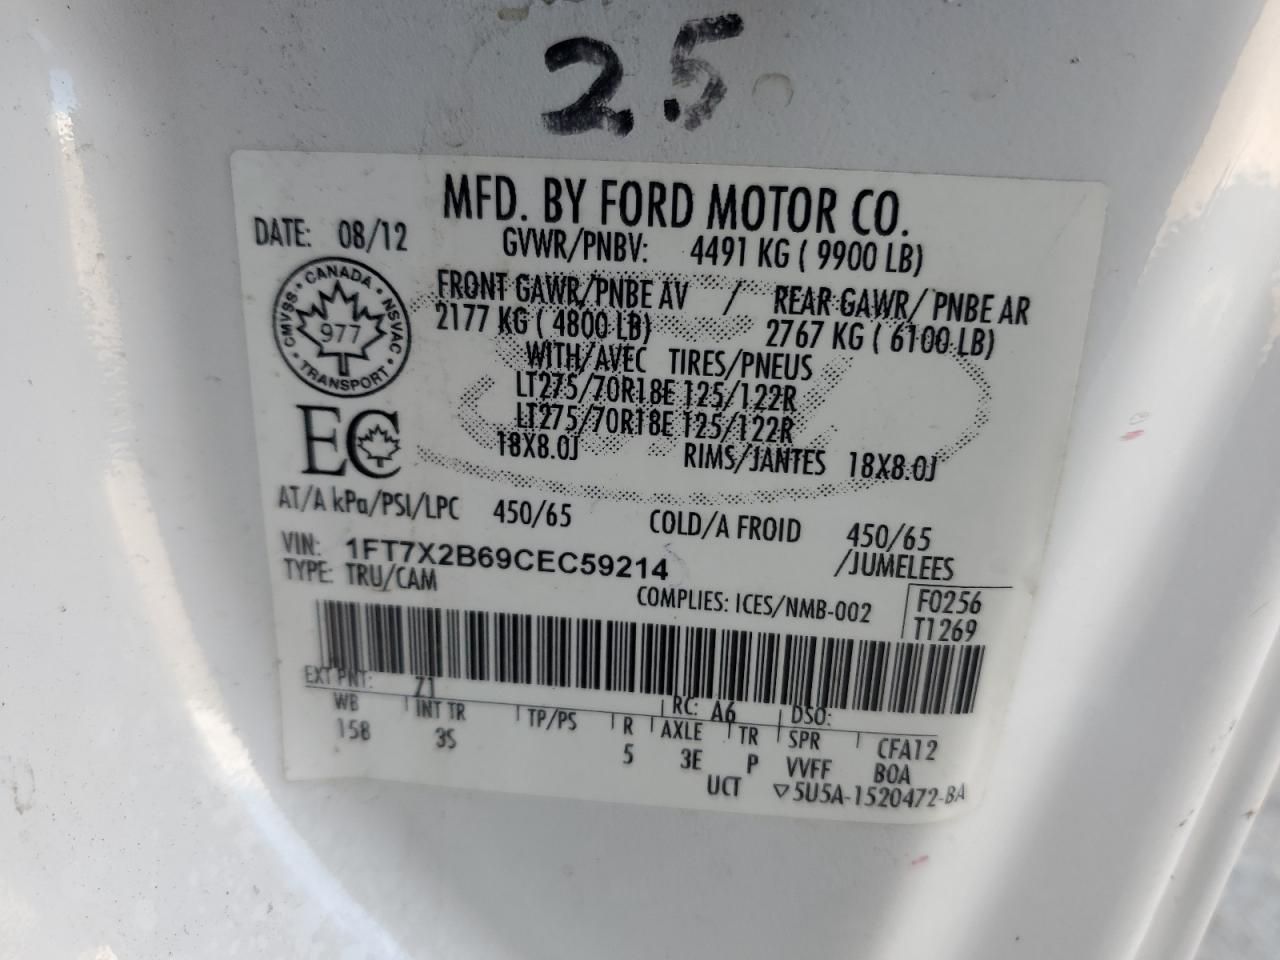 25
MFD. BY FORD MOTOR CO.
DATE: 08/12
GVWR/PNBV: 4491 KG ( 9900 LB)
CANADA • NSVAC • TRANSPORT • CMVSS •
977
FRONT GAWR/PNBE AV / REAR GAWR/ PNBE AR
2177 KG ( 4800 LB) 2767 KG ( 6100 LB)
WITH/AVEC TIRES/PNEUS
LT275/70R18E 125/122R
LT275/70R18E 125/122R
18X8.0J RIMS/JANTES 18X8.0J
EC
AT/A kPa/PSI/LPC 450/65 COLD/A FROID 450/65
VIN: 1FT7X2B69CEC59214 /JUMELEES
TYPE: TRU/CAM
COMPLIES: ICES/NMB-002
F0256
T1269
EXT PNT: Z1 RC: A6 DSO:
WB INT TR TP/PS R AXLE TR SPR CFA12
158 3S 5 3E P VVFF BOA
UCT ▽5U5A-1520472-BA